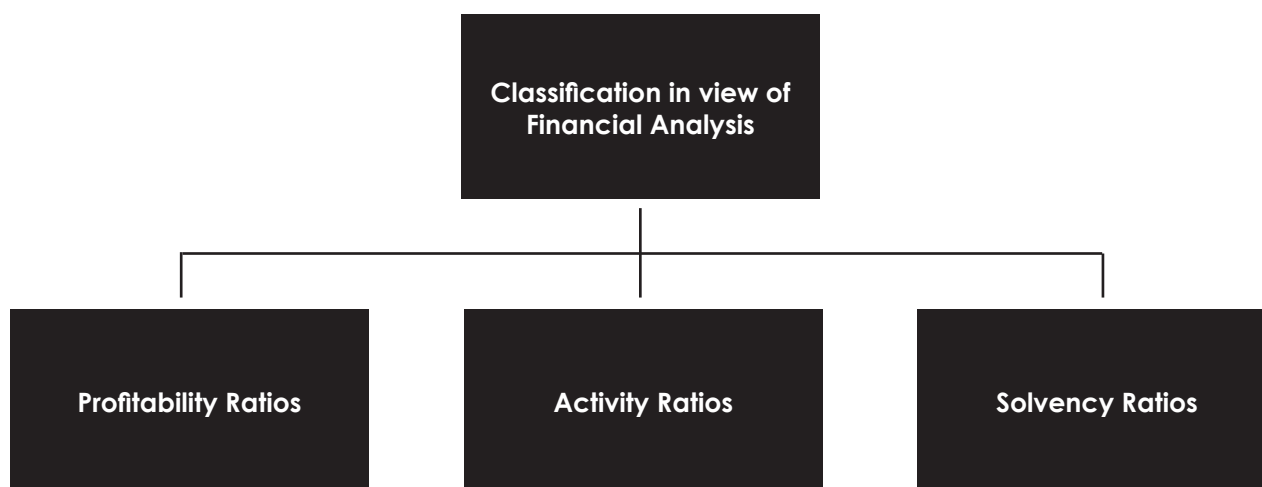 Classification in view of
Financial Analysis
Profitability Ratios
Activity Ratios
Solvency Ratios